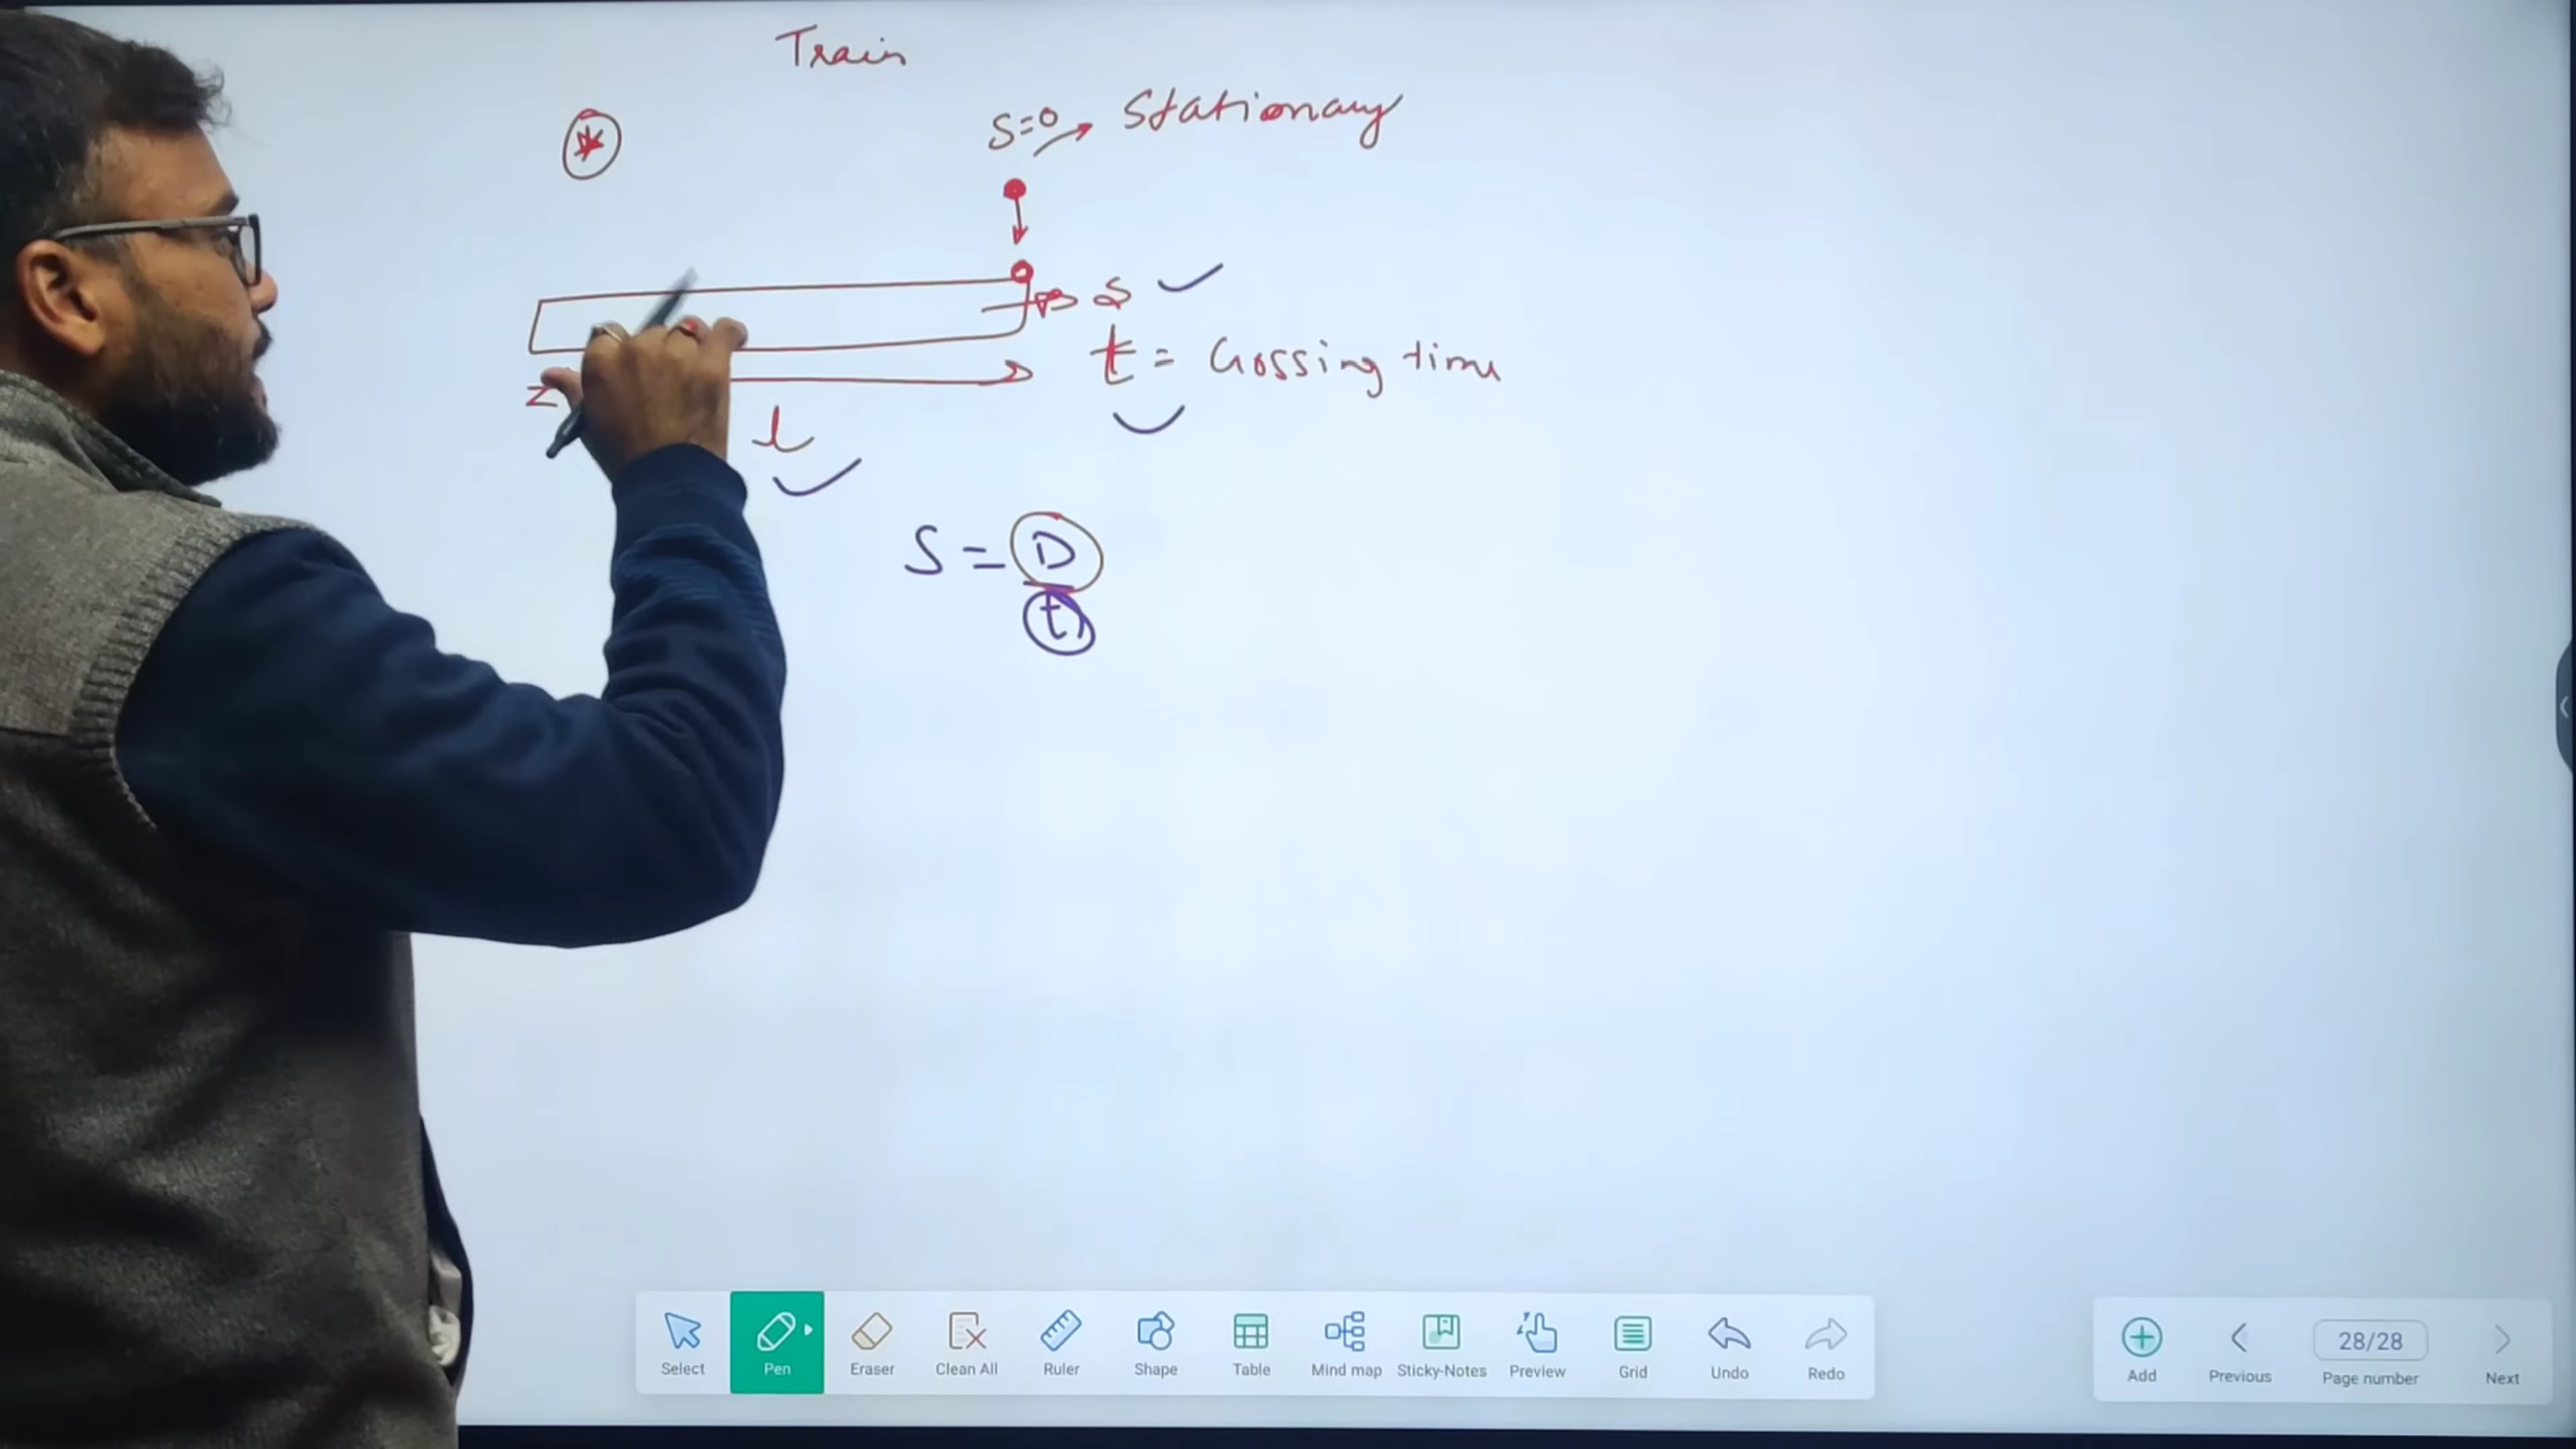 Train
S=0 → Stationary
S
t = Crossing time
l
S = D
t
Select
Pen
Eraser
Clean All
Ruler
Shape
Table
Mind map
Sticky-Notes
Preview
Grid
Undo
Redo
Add
Previous
28/28
Page number
Next